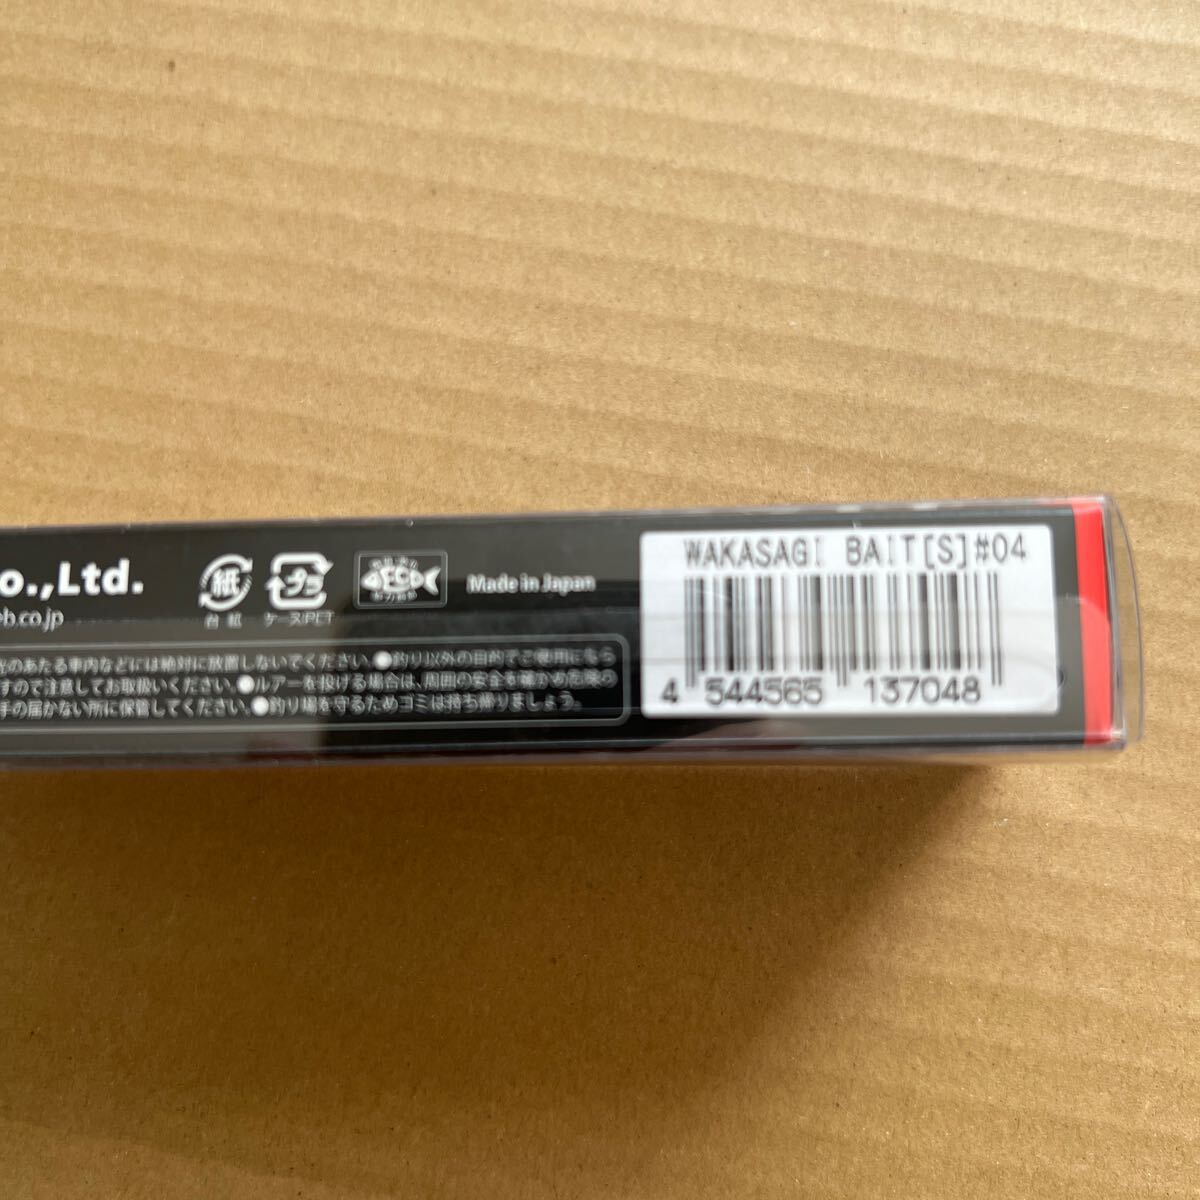 o.,Ltd.
eb.co.jp
紙
台 紙
プラ
ケース/PET
ECO
Made in Japan
光のあたる車内などには絶対に放置しないでください。●釣り以外の目的でご使用になら
すので注意してお取扱いください。●ルアーを投げる場合は、周囲の安全を確かめ危険の
手の届かない所に保管してください。●釣り場を守るためゴミは持ち帰りましょう。
WAKASAGI BAIT[S]#04
4 544565 137048